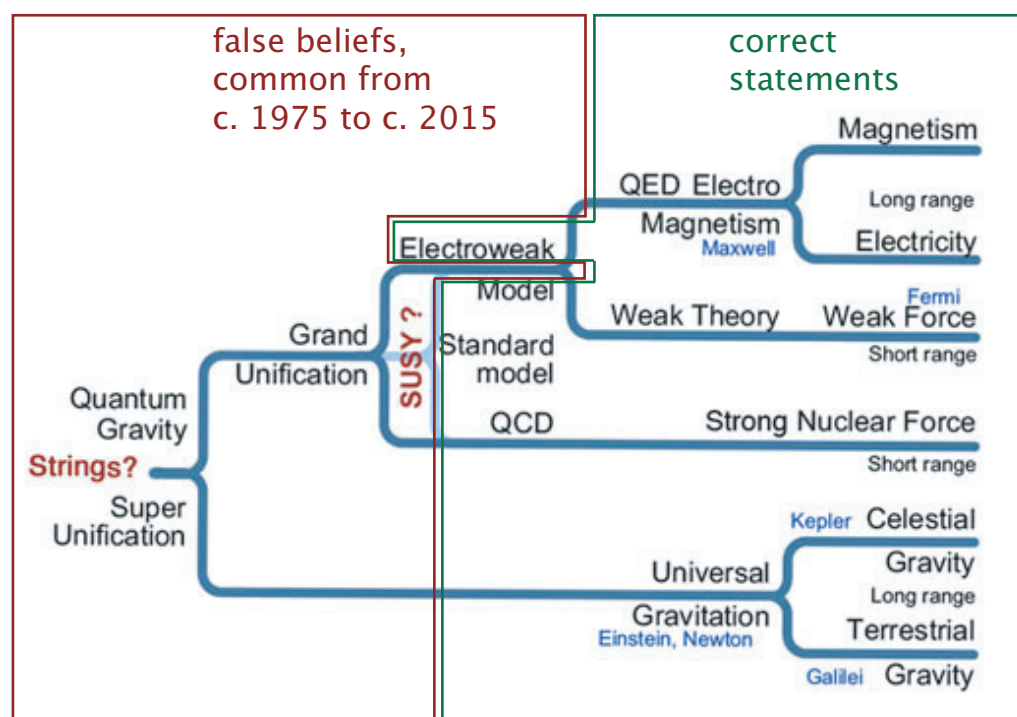 false beliefs,
common from
c. 1975 to c. 2015
correct
statements
Magnetism
QED Electro
Long range
Magnetism
Maxwell
Electricity
Electroweak
Model
Fermi
Weak Theory
Weak Force
Short range
Grand
Unification
SUSY ?
Standard
model
Quantum
Gravity
QCD
Strong Nuclear Force
Short range
Strings?
Super
Unification
Kepler
Celestial
Gravity
Universal
Long range
Gravitation
Terrestrial
Einstein, Newton
Galilei
Gravity